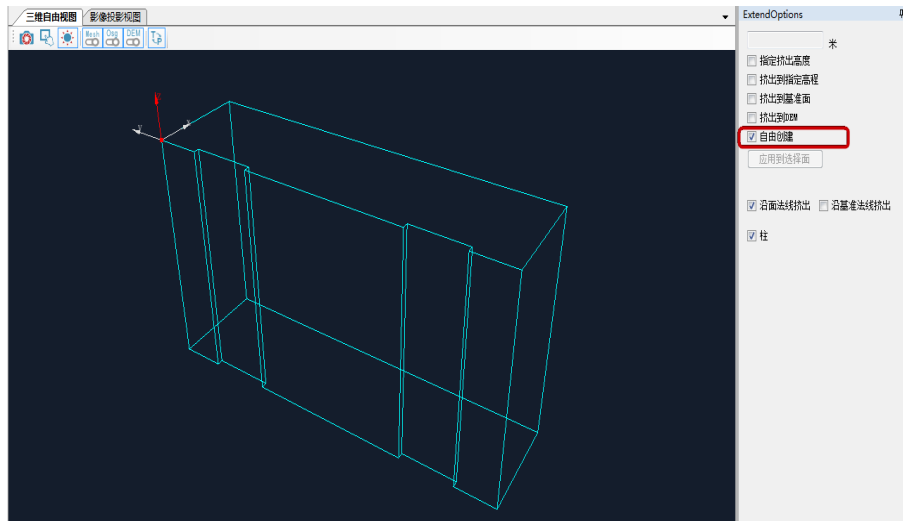 三维自由视图 影像投影视图
ExtendOptions
Mesh Osg DEM
米
指定挤出高度
挤出到指定高程
挤出到基准面
挤出到DEM
自由创建
应用到选择面
沿面法线挤出 沿基准法线挤出
柱